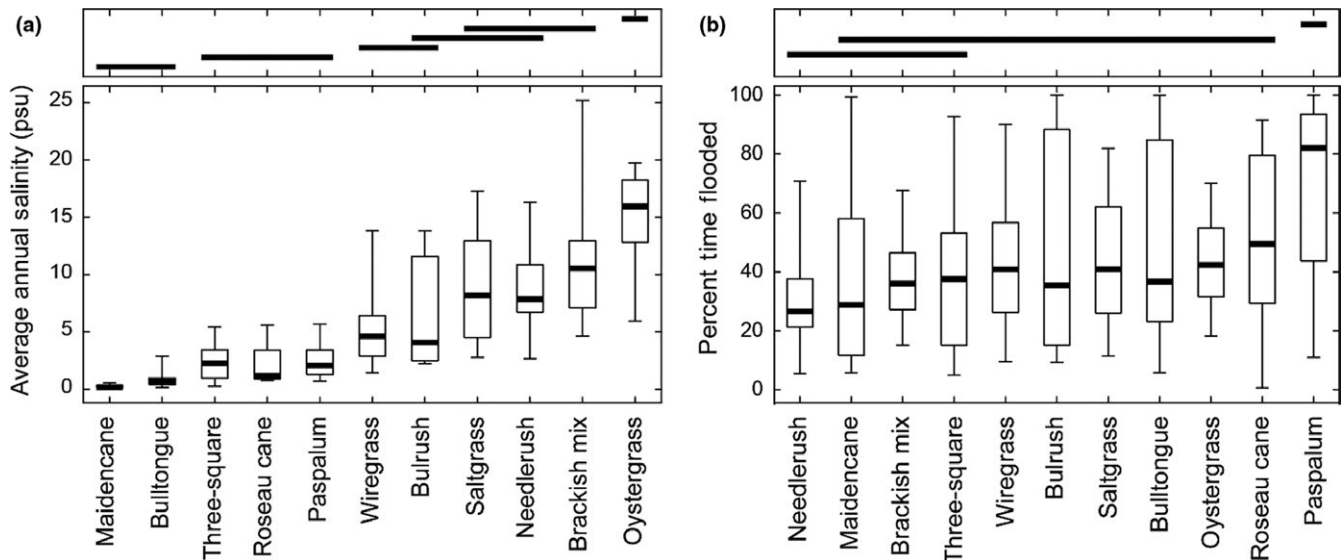 (a)
Average annual salinity (psu)
25
20
15
10
5
0
Maidencane
Bulltongue
Three-square
Roseau cane
Paspalum
Wiregrass
Bulrush
Saltgrass
Needlerush
Brackish mix
Oystergrass
(b)
Percent time flooded
100
80
60
40
20
0
Needlerush
Maidencane
Brackish mix
Three-square
Wiregrass
Bulrush
Saltgrass
Bulltongue
Oystergrass
Roseau cane
Paspalum